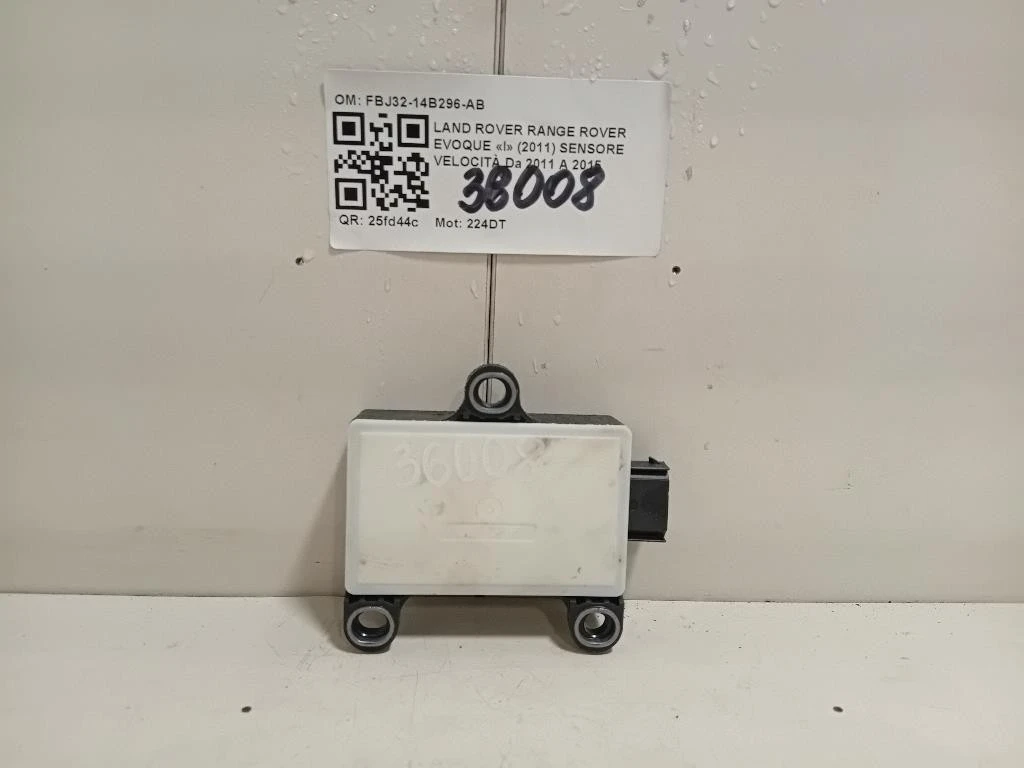 OM: FBJ32-14B296-AB
LAND ROVER RANGE ROVER
EVOQUE «I» (2011) SENSORE
VELOCITÀ Da 2011 A 2015
38008
QR: 25fd44c Mot: 224DT
36008